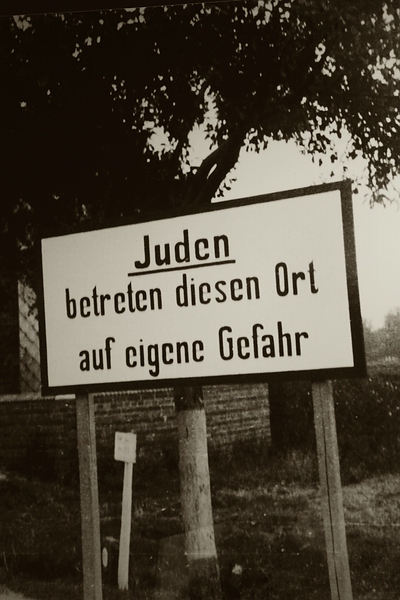 Juden
betreten diesen Ort
auf eigene Gefahr